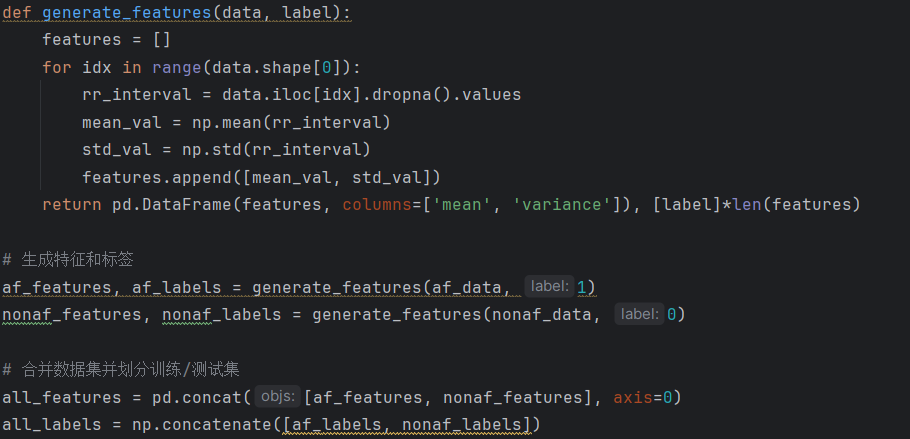 def generate_features(data, label):
    features = []
    for idx in range(data.shape[0]):
        rr_interval = data.iloc[idx].dropna().values
        mean_val = np.mean(rr_interval)
        std_val = np.std(rr_interval)
        features.append([mean_val, std_val])
    return pd.DataFrame(features, columns=['mean', 'variance']), [label]*len(features)
# 生成特征和标签
af_features, af_labels = generate_features(af_data, label: 1)
nonaf_features, nonaf_labels = generate_features(nonaf_data, label: 0)
# 合并数据集并划分训练/测试集
all_features = pd.concat( objs: [af_features, nonaf_features], axis=0)
all_labels = np.concatenate([af_labels, nonaf_labels])